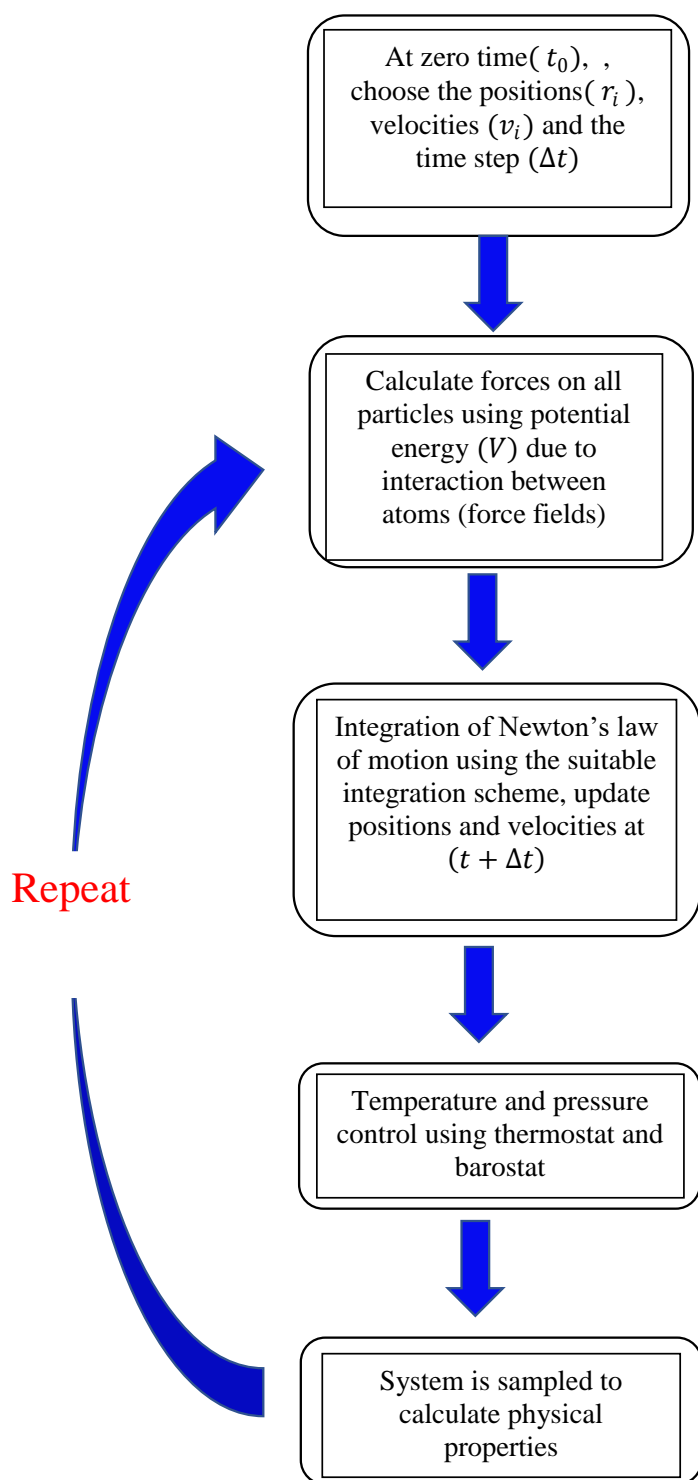 At zero time( t₀), ,
choose the positions( rᵢ ),
velocities (vᵢ) and the
time step (Δt)
Calculate forces on all
particles using potential
energy (V) due to
interaction between
atoms (force fields)
Integration of Newton’s law
of motion using the suitable
integration scheme, update
positions and velocities at
(t + Δt)
Repeat
Temperature and pressure
control using thermostat and
barostat
System is sampled to
calculate physical
properties